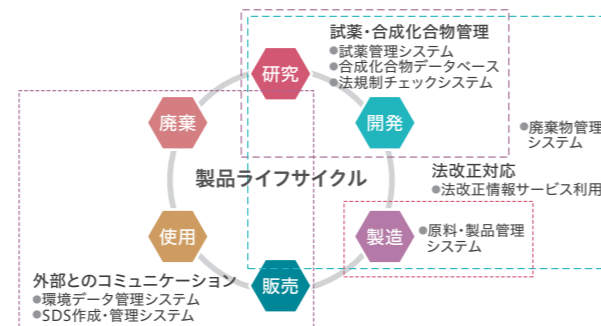 試薬・合成化合物管理
●試薬管理システム
●合成化合物データベース
●法規制チェックシステム
研究
廃棄
開発
●廃棄物管理
システム
法改正対応
●法改正情報サービス利用
製品ライフサイクル
使用
製造
●原料・製品管理
システム
販売
外部とのコミュニケーション
●環境データ管理システム
●SDS作成・管理システム